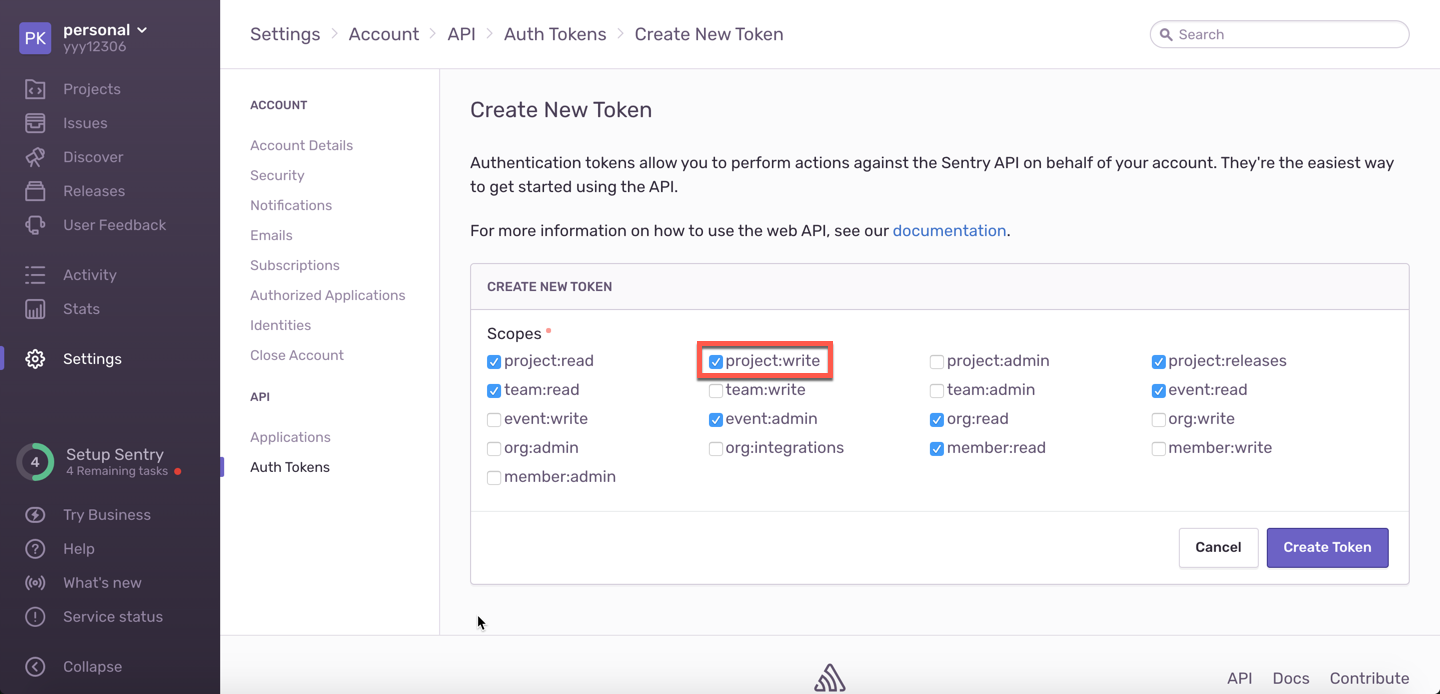 PK
personal
yyy12306
Projects
Issues
Discover
Releases
User Feedback
Activity
Stats
Settings
4
Setup Sentry
4 Remaining tasks
Try Business
Help
What's new
Service status
Collapse
Settings > Account > API > Auth Tokens > Create New Token
Search
ACCOUNT
Account Details
Security
Notifications
Emails
Subscriptions
Authorized Applications
Identities
Close Account
API
Applications
Auth Tokens
Create New Token
Authentication tokens allow you to perform actions against the Sentry API on behalf of your account. They're the easiest way
to get started using the API.
For more information on how to use the web API, see our documentation.
CREATE NEW TOKEN
Scopes
project:read project:write project:admin project:releases
team:read team:write team:admin event:read
event:write event:admin org:read org:write
org:admin org:integrations member:read member:write
member:admin
Cancel Create Token
API Docs Contribute